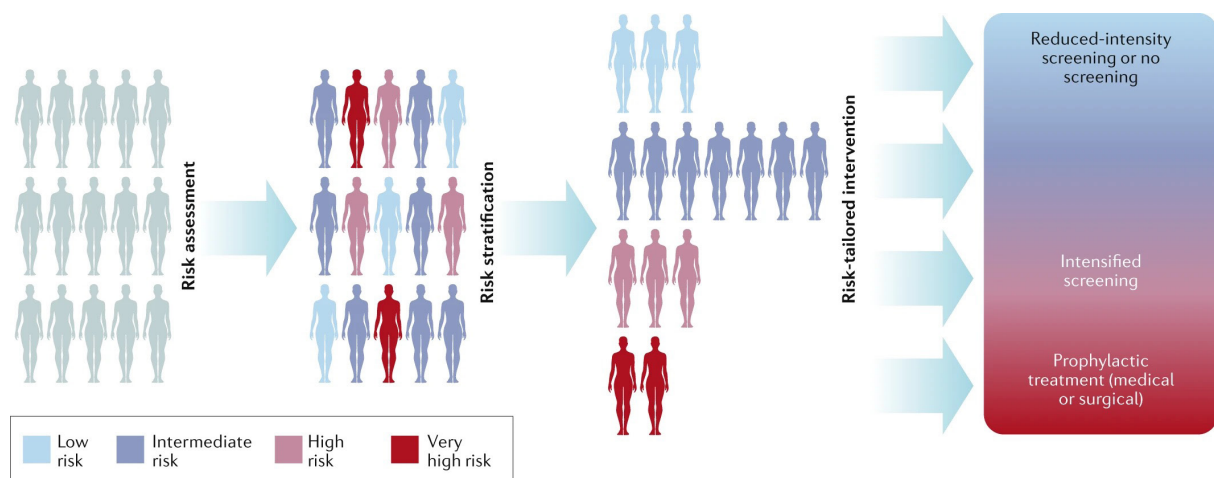 Risk assessment
Risk stratification
Risk-tailored intervention
Reduced-intensity
screening or no
screening
Intensified
screening
Prophylactic
treatment (medical
or surgical)
Low
risk
Intermediate
risk
High
risk
Very
high risk